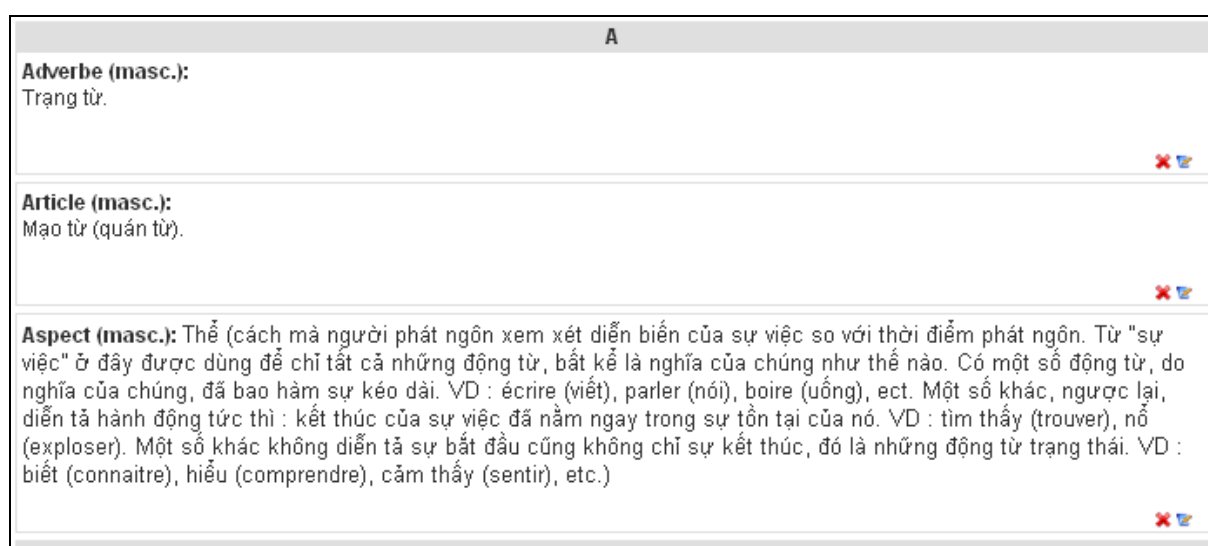 A
Adverbe (masc.):
Trạng từ.
Article (masc.):
Mạo từ (quán từ).
Aspect (masc.): Thể (cách mà người phát ngôn xem xét diễn biến của sự việc so với thời điểm phát ngôn. Từ "sự
việc" ở đây được dùng để chỉ tất cả những động từ, bất kể là nghĩa của chúng như thế nào. Có một số động từ, do
nghĩa của chúng, đã bao hàm sự kéo dài. VD : écrire (viết), parler (nói), boire (uống), ect. Một số khác, ngược lại,
diễn tả hành động tức thì : kết thúc của sự việc đã nằm ngay trong sự tồn tại của nó. VD : tìm thấy (trouver), nổ
(exploser). Một số khác không diễn tả sự bắt đầu cũng không chỉ sự kết thúc, đó là những động từ trạng thái. VD :
biết (connaitre), hiểu (comprendre), cảm thấy (sentir), etc.)